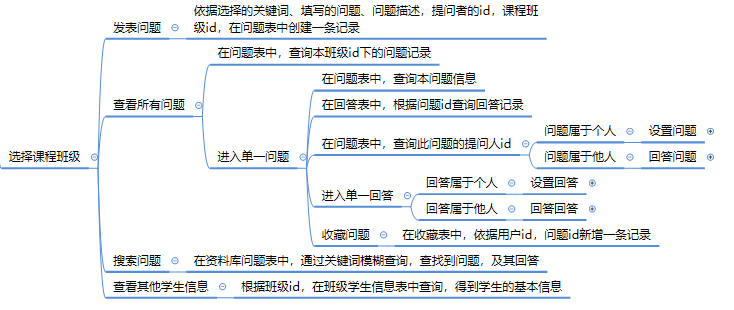 依据选择的关键词、填写的问题、问题描述，提问者的id，课程班
发表问题
级id，在问题表中创建一条记录
在问题表中，查询本班级id下的问题记录
查看所有问题
在问题表中，查询本问题信息
在回答表中，根据问题id查询回答记录
问题属于个人 设置问题
在问题表中，查询此问题的提问人id
选择课程班级
进入单一问题
问题属于他人 回答问题
回答属于个人 设置回答
进入单一回答
回答属于他人 回答回答
收藏问题 在收藏表中，依据用户id，问题id新增一条记录
搜索问题 在资料库问题表中，通过关键词模糊查询，查找到问题，及其回答
查看其他学生信息 根据班级id，在班级学生信息表中查询，得到学生的基本信息